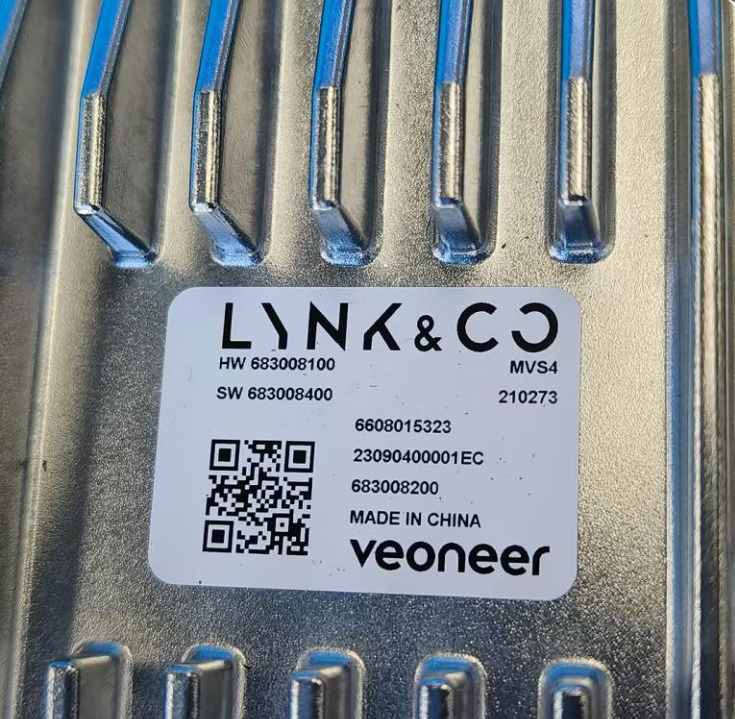 LYNK & CO
HW 683008100 MVS4
SW 683008400 210273
6608015323
23090400001EC
683008200
MADE IN CHINA
veoneer